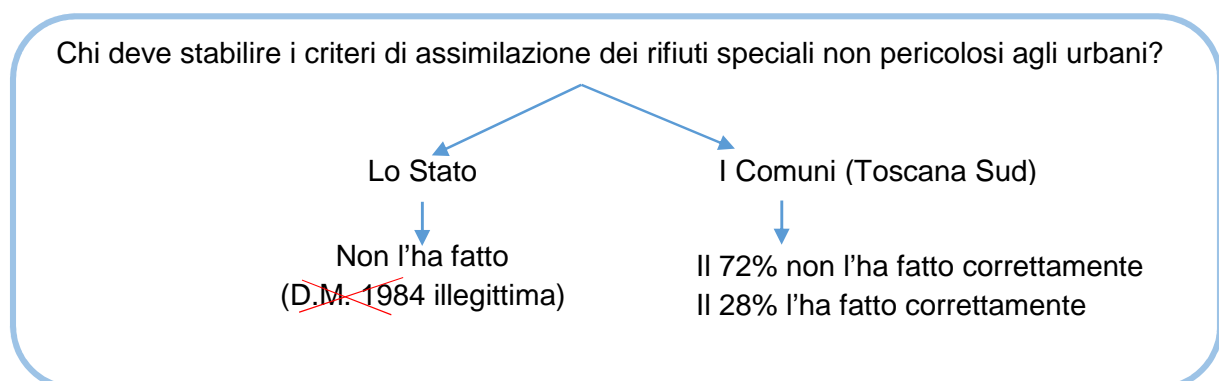 Chi deve stabilire i criteri di assimilazione dei rifiuti speciali non pericolosi agli urbani?
Lo Stato
I Comuni (Toscana Sud)
Non l'ha fatto
(D.M. 1984 illegittima)
Il 72% non l'ha fatto correttamente
Il 28% l'ha fatto correttamente